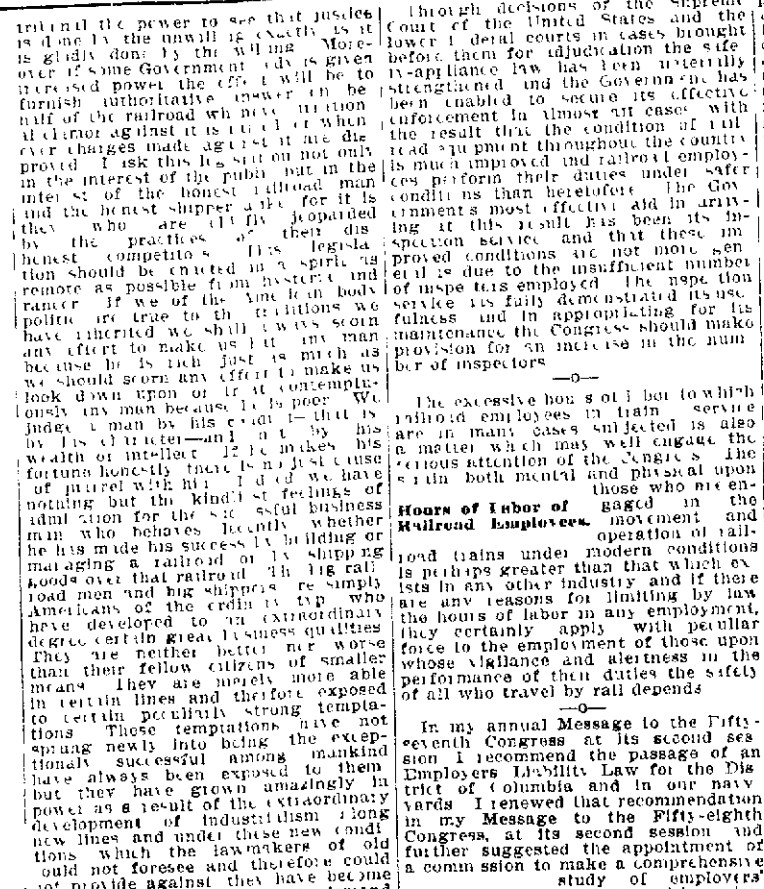 the power to see that justice
is done by the unwilling exactly as it
is gladly done by the willing More-
over if some Government body is given
increased power the effect will be to
furnish authoritative answer on be
half of the railroad whenever
clamor against it is or when
ever charges made against it are dis
proved I ask this legislation not only
in the interest of the public but in the
interest of the honest railroad man
and the honest shipper alike for it is
they who are chiefly jeoparded
by the practices of their dis
honest competitors This legisla
tion should be enacted in a spirit as
remote as possible from hysteria and
rancor If we of the American body
politic are true to the traditions we
have inherited we shall always scorn
any effort to make us hate any man
because he is rich just as much as
we should scorn any effort to make us
look down upon or treat contemptu-
ously any man because he is poor We
judge a man by his conduct—that is
by his character—and not by his
wealth or intellect If he makes his
fortune honestly there is no just cause
of quarrel with him Indeed we have
nothing but the kindliest feelings of
admiration for the successful business
man who behaves decently whether
he has made his success by building or
managing a railroad or by shipping
goods over that railroad The big rail
road men and big shippers are simply
Americans of the ordinary type who
have developed to an extraordinary
degree certain great business qualities
They are neither better nor worse
than their fellow citizens of smaller
means They are merely more able
in certain lines and therefore exposed
to certain peculiarly strong tempta-
tions These temptations have not
sprung newly into being the excep-
tionally successful among mankind
have always been exposed to them
but they have grown amazingly in
power as a result of the extraordinary
development of industrialism along
new lines and under these new condi
tions which the lawmakers of old
could not foresee and therefore could
not provide against they have become
Through decisions of the Supreme
Court of the United States and the
lower Federal courts in cases brought
before them for adjudication the safe
ty-appliance law has been materially
strengthened and the Government has
been enabled to secure its effective
enforcement in almost all cases with
the result that the condition of rail
road equipment throughout the country
is much improved and railroad employ-
ees perform their duties under safer
conditions than heretofore The Gov
ernment's most effective aid in arriv-
ing at this result has been its in-
spection service and that these im
proved conditions are not more gen
eral is due to the insufficient number
of inspectors employed The inspection
service has fully demonstrated its use
fulness and in appropriating for its
maintenance the Congress should make
provision for an increase in the num
ber of inspectors
—o—
The excessive hours of labor to which
railroad employees in train service
are in many cases subjected is also
a matter which may well engage the
serious attention of the Congress The
strain both mental and physical upon
those who are en-
Hours of Labor of
Railroad Employees.
gaged in the
movement and
operation of rail-
road trains under modern conditions
is perhaps greater than that which ex
ists in any other industry and if there
are any reasons for limiting by law
the hours of labor in any employment,
they certainly apply with peculiar
force to the employment of those upon
whose vigilance and alertness in the
performance of their duties the safety
of all who travel by rail depends
—o—
In my annual Message to the Fifty-
seventh Congress at its second ses
sion I recommend the passage of an
Employers Liability Law for the Dis
trict of Columbia and in our navy
yards I renewed that recommendation
in my Message to the Fifty-eighth
Congress, at its second session and
further suggested the appointment of
a commission to make a comprehensive
study of employers'